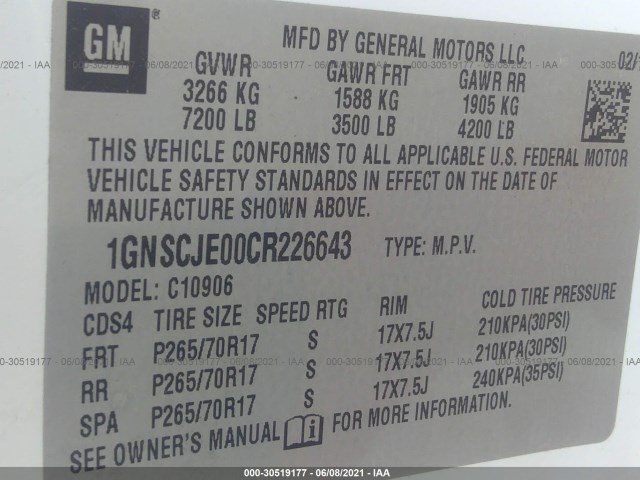 GM ®
MFD BY GENERAL MOTORS LLC
02/1
GVWR GAWR FRT GAWR RR
3266 KG 1588 KG 1905 KG
7200 LB 3500 LB 4200 LB
THIS VEHICLE CONFORMS TO ALL APPLICABLE U.S. FEDERAL MOTOR
VEHICLE SAFETY STANDARDS IN EFFECT ON THE DATE OF
MANUFACTURE SHOWN ABOVE.
1GNSCJE00CR226643 TYPE: M.P.V.
MODEL: C10906
CDS4 TIRE SIZE SPEED RTG RIM COLD TIRE PRESSURE
FRT P265/70R17 S 17X7.5J 210KPA(30PSI)
RR P265/70R17 S 17X7.5J 210KPA(30PSI)
SPA P265/70R17 S 17X7.5J 240KPA(35PSI)
SEE OWNER'S MANUAL i FOR MORE INFORMATION.
000-30519177 - 06/08/2021 - IAA